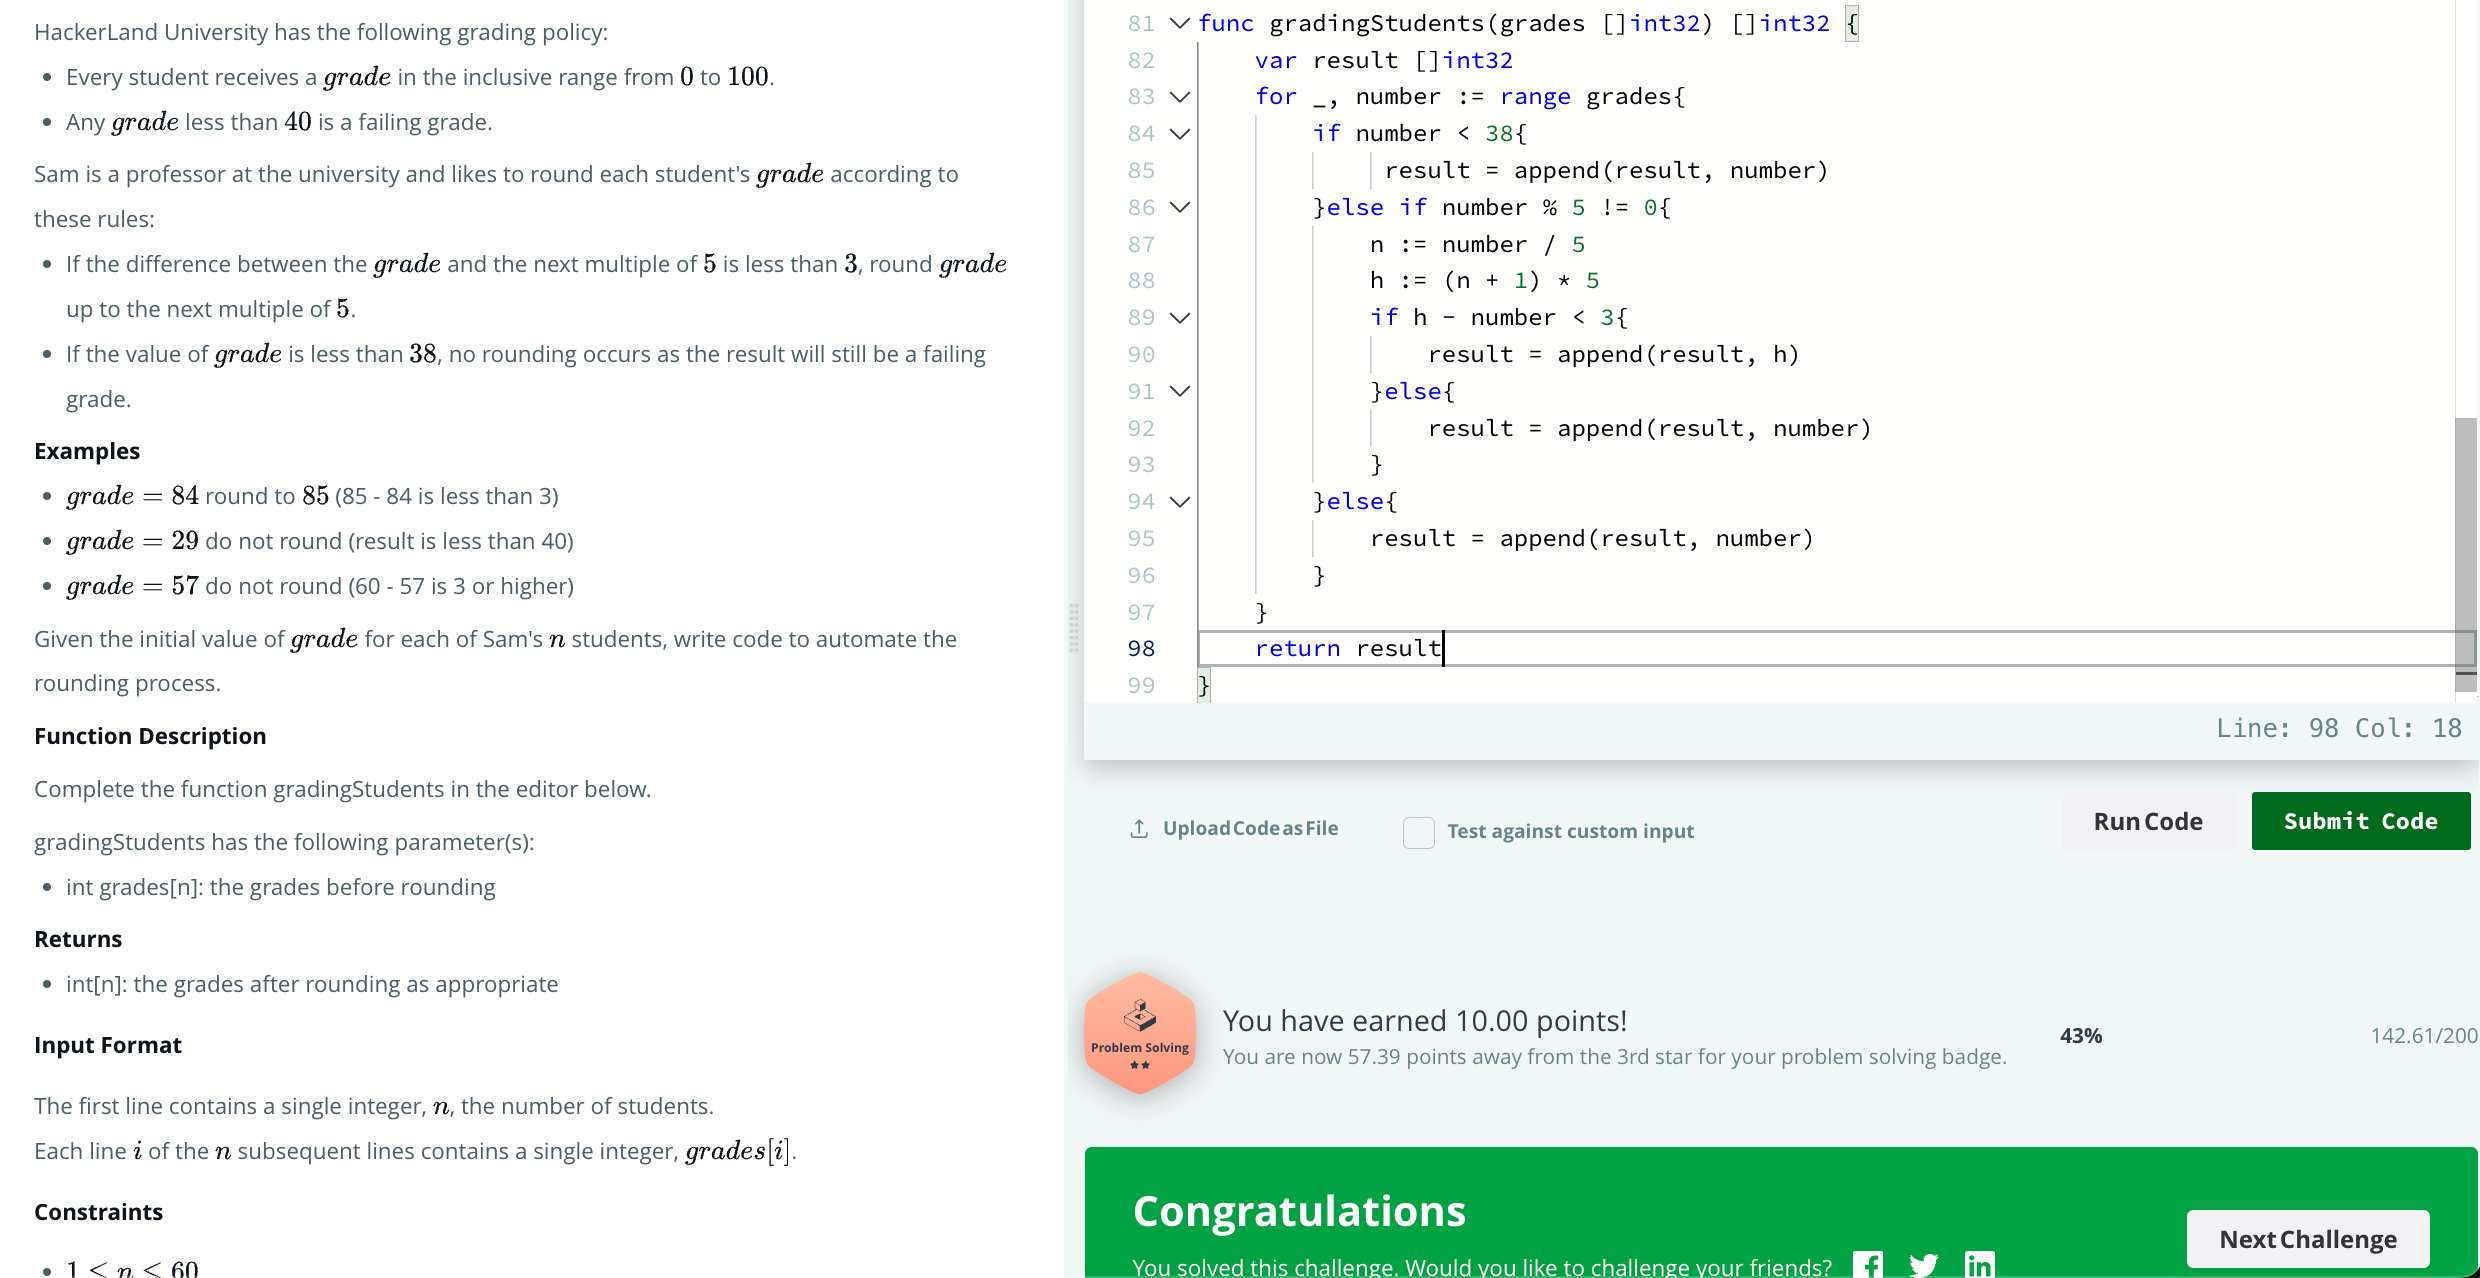 HackerLand University has the following grading policy:
• Every student receives a grade in the inclusive range from 0 to 100.
• Any grade less than 40 is a failing grade.
Sam is a professor at the university and likes to round each student's grade according to
these rules:
• If the difference between the grade and the next multiple of 5 is less than 3, round grade
up to the next multiple of 5.
• If the value of grade is less than 38, no rounding occurs as the result will still be a failing
grade.
Examples
• grade = 84 round to 85 (85 - 84 is less than 3)
• grade = 29 do not round (result is less than 40)
• grade = 57 do not round (60 - 57 is 3 or higher)
Given the initial value of grade for each of Sam's n students, write code to automate the
rounding process.
Function Description
Complete the function gradingStudents in the editor below.
gradingStudents has the following parameter(s):
• int grades[n]: the grades before rounding
Returns
• int[n]: the grades after rounding as appropriate
Input Format
The first line contains a single integer, n, the number of students.
Each line i of the n subsequent lines contains a single integer, grades[i].
Constraints
• 1 ≤ n ≤ 60
81 func gradingStudents(grades []int32) []int32 {
82     var result []int32
83     for _, number := range grades{
84         if number < 38{
85              result = append(result, number)
86         }else if number % 5 != 0{
87             n := number / 5
88             h := (n + 1) * 5
89             if h - number < 3{
90                 result = append(result, h)
91             }else{
92                 result = append(result, number)
93             }
94         }else{
95             result = append(result, number)
96         }
97     }
98     return result
99 }
Line: 98 Col: 18
Upload Code as File
Test against custom input
Run Code
Submit Code
Problem Solving
You have earned 10.00 points!
You are now 57.39 points away from the 3rd star for your problem solving badge.
43%
142.61/200
Congratulations
You solved this challenge. Would you like to challenge your friends?
Next Challenge